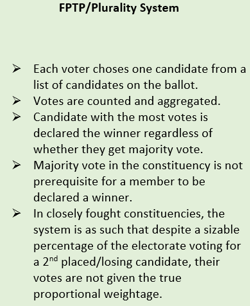 FPTP/Plurality System
➤ Each voter choses one candidate from a
list of candidates on the ballot.
➤ Votes are counted and aggregated.
➤ Candidate with the most votes is
declared the winner regardless of
whether they get majority vote.
➤ Majority vote in the constituency is not
prerequisite for a member to be
declared a winner.
➤ In closely fought constituencies, the
system is as such that despite a sizable
percentage of the electorate voting for
a 2nd placed/losing candidate, their
votes are not given the true
proportional weightage.